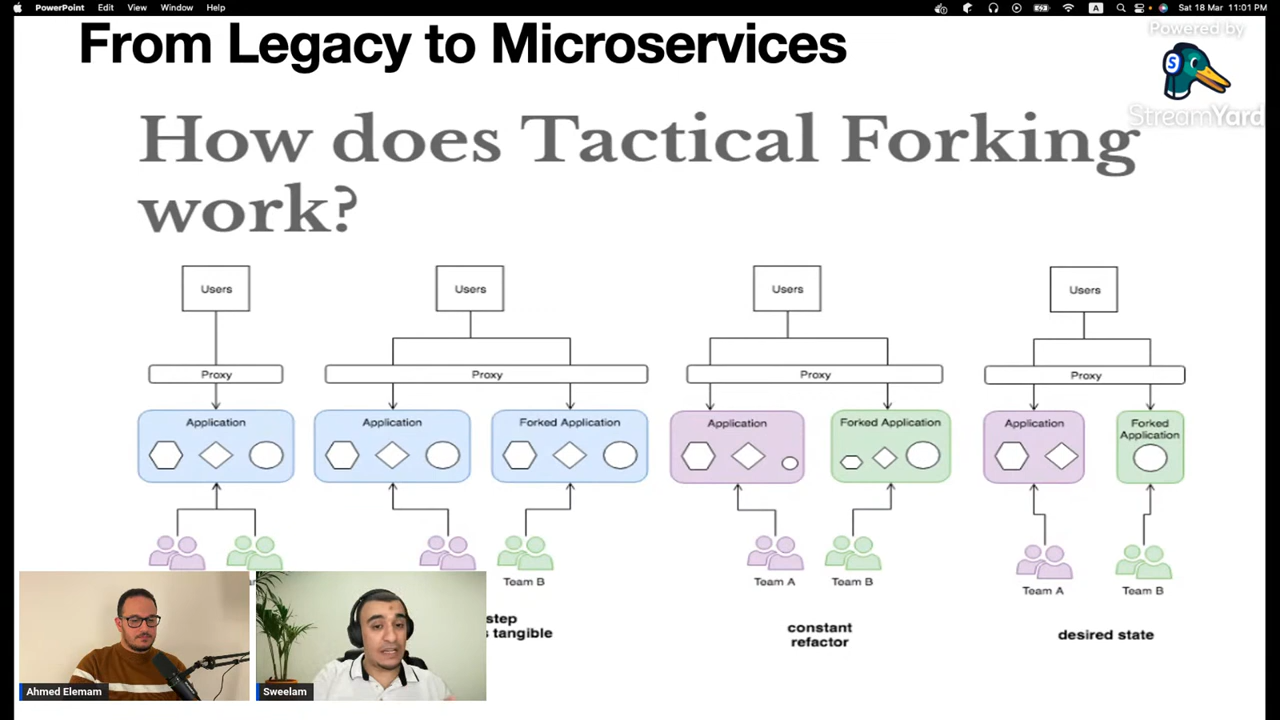 PowerPoint Edit View Window Help
A Sat 18 Mar 11:01 PM
From Legacy to Microservices
Powered by
S
StreamYard
How does Tactical Forking
work?
Users Users Users Users
Proxy Proxy Proxy Proxy
Application Application Forked Application Application Forked Application Application Forked
Application
Team B Team A Team B Team A Team B
step
tangible
constant
refactor
desired state
Ahmed Elemam Sweelam